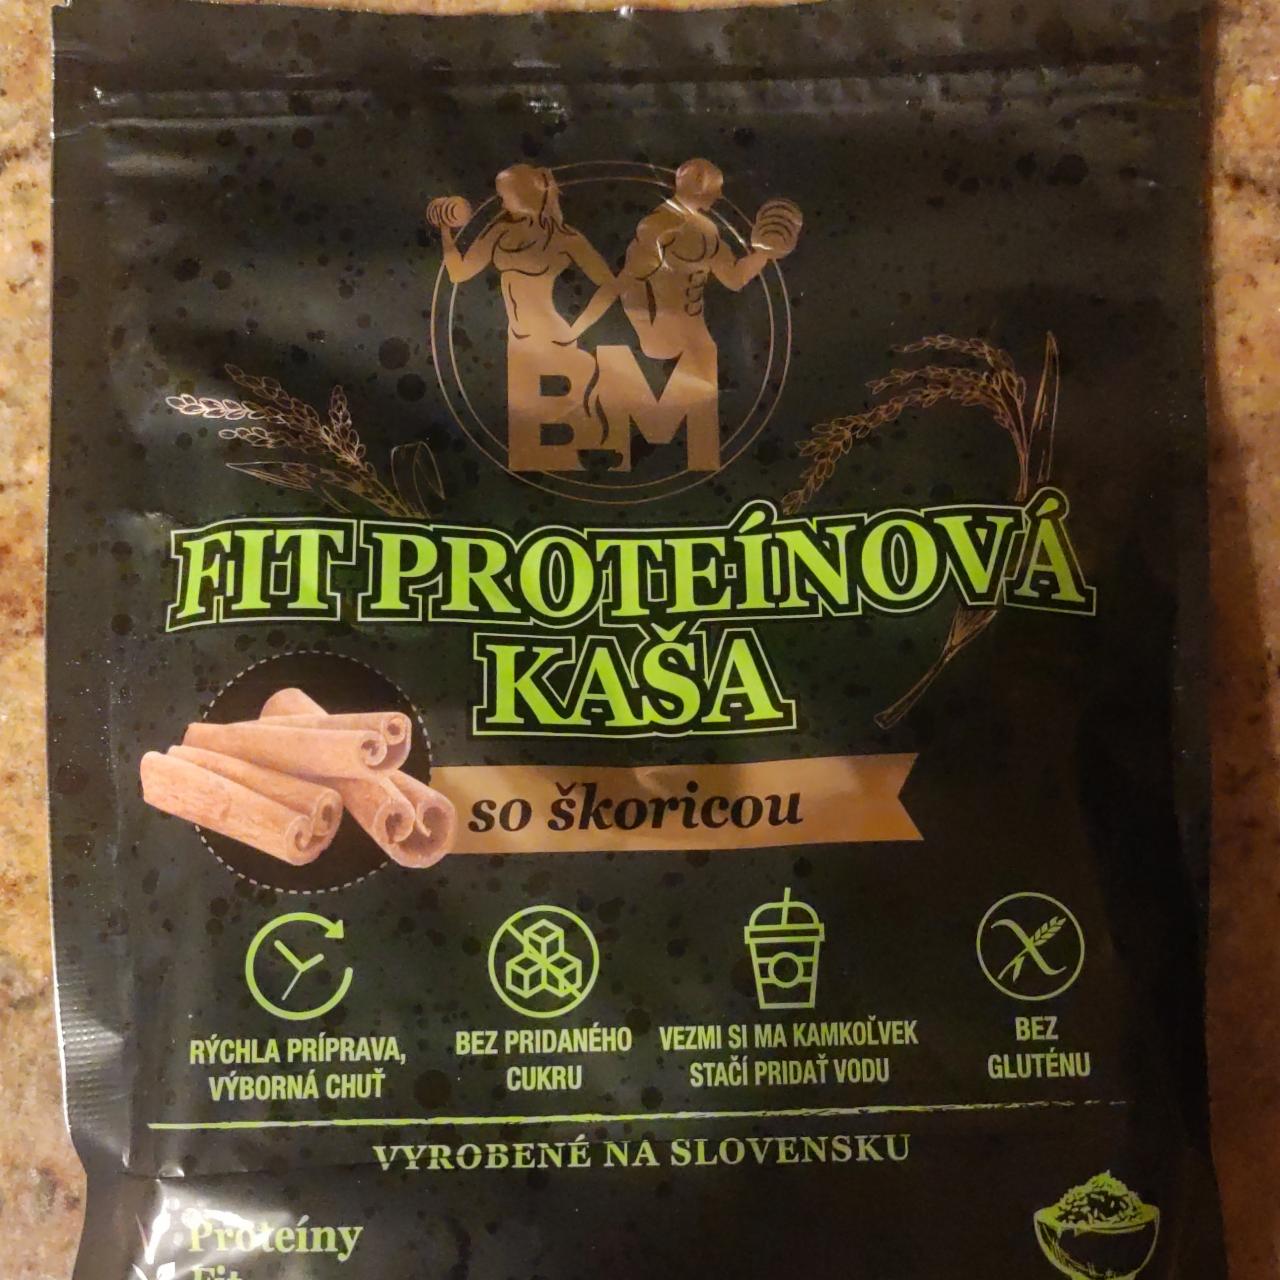 BM
FIT PROTEÍNOVÁ
KAŠA
so škoricou
RÝCHLA PRÍPRAVA,
VÝBORNÁ CHUŤ
BEZ PRIDANÉHO
CUKRU
VEZMI SI MA KAMKOĽVEK
STAČÍ PRIDAŤ VODU
BEZ
GLUTÉNU
VYROBENÉ NA SLOVENSKU
Proteíny
Fit